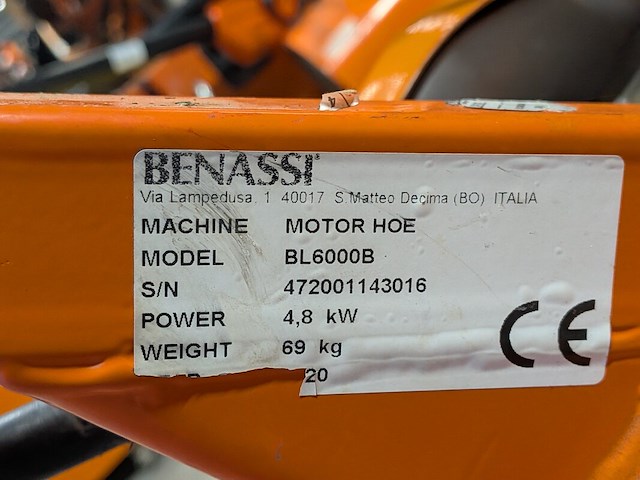 BENASSI
Via Lampedusa, 1 40017 S.Matteo Decima (BO) ITALIA
MACHINE MOTOR HOE
MODEL BL6000B
S/N 472001143016
POWER 4,8 kW
WEIGHT 69 kg
20
CE